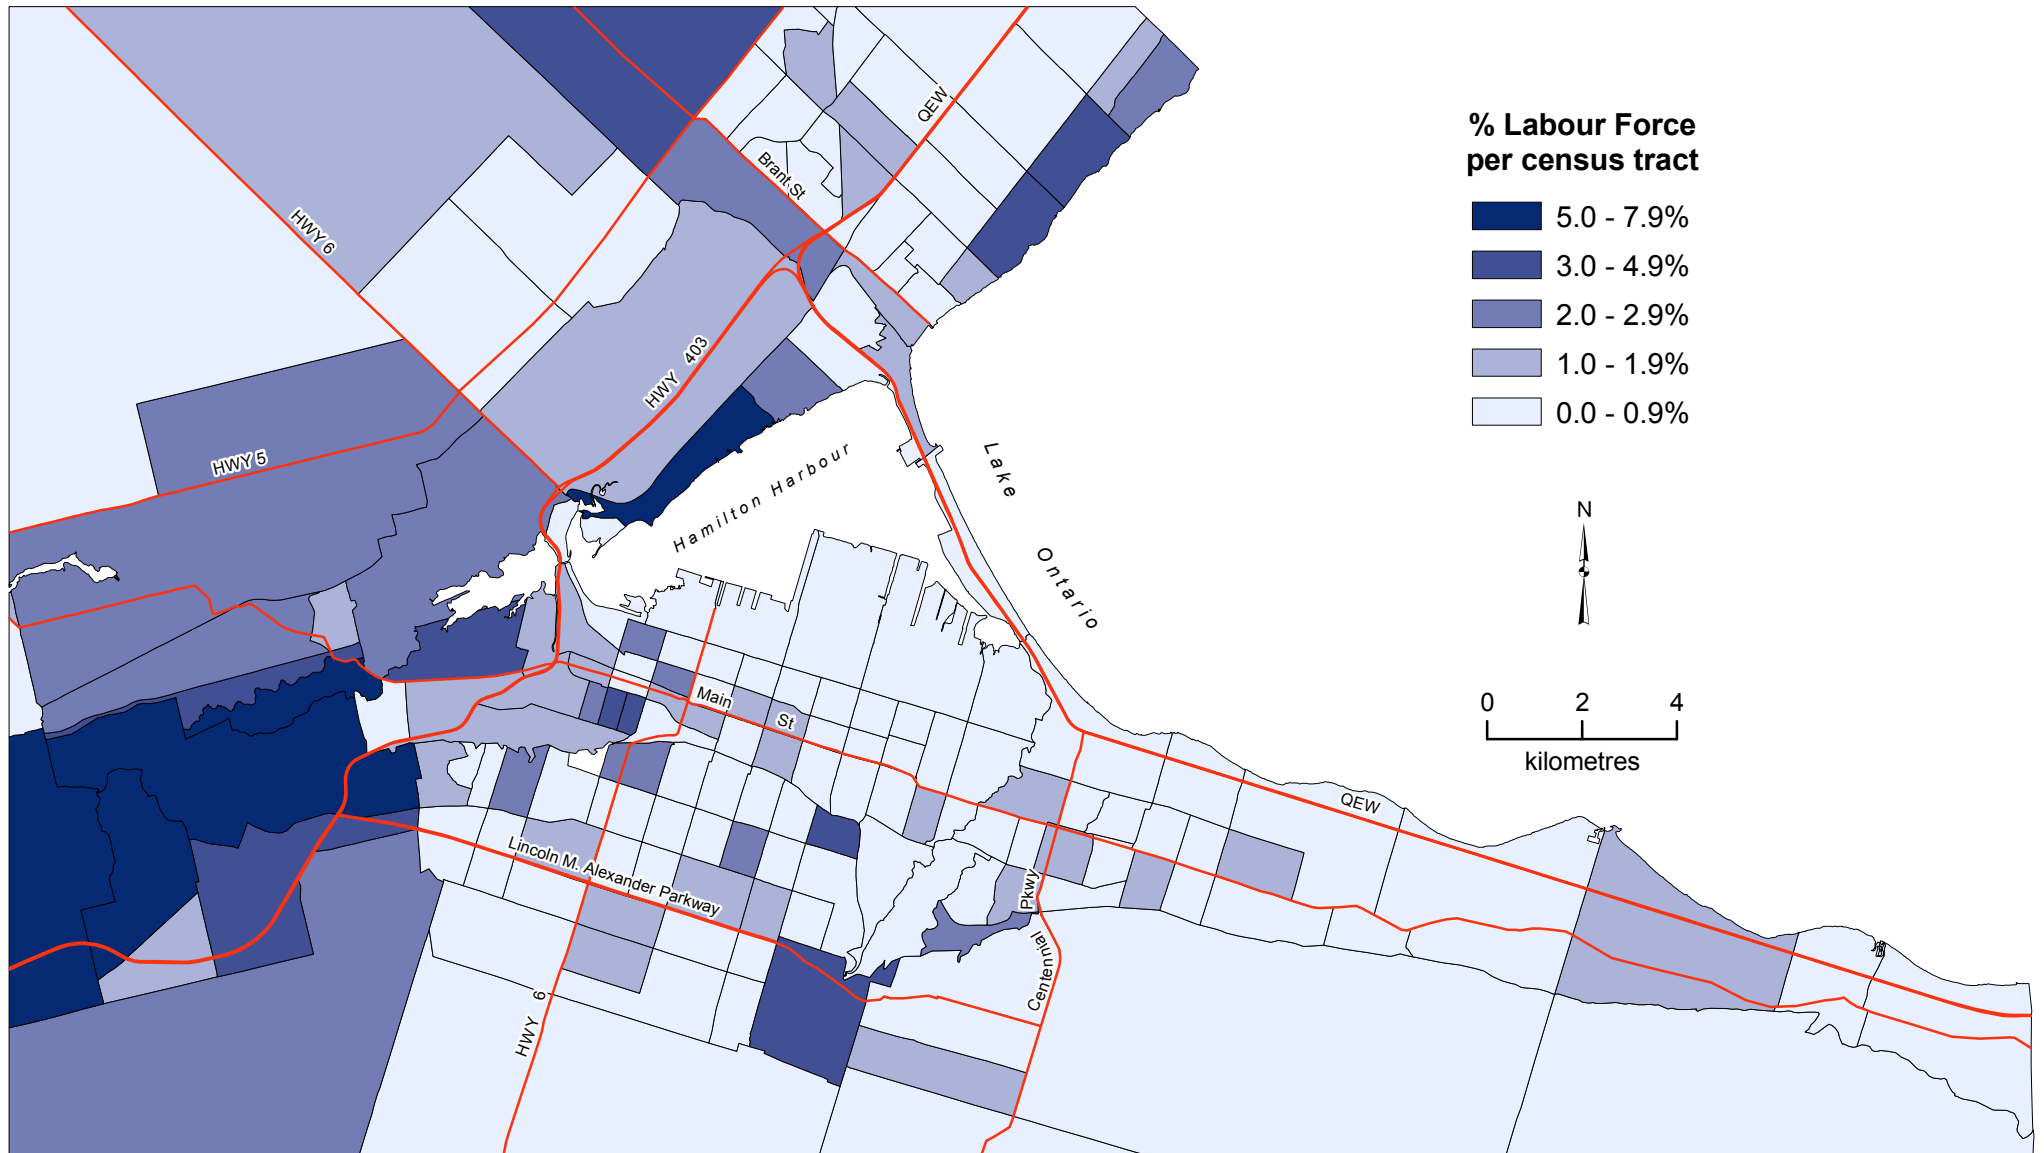 % Labour Force
per census tract
5.0 - 7.9%
3.0 - 4.9%
2.0 - 2.9%
1.0 - 1.9%
0.0 - 0.9%
N
0 2 4
kilometres
QEW
Brant St
HWY 6
HWY 403
HWY 5
Hamilton Harbour
Lake
Ontario
Main St
QEW
Lincoln M. Alexander Parkway
Centennial Pkwy
HWY 6